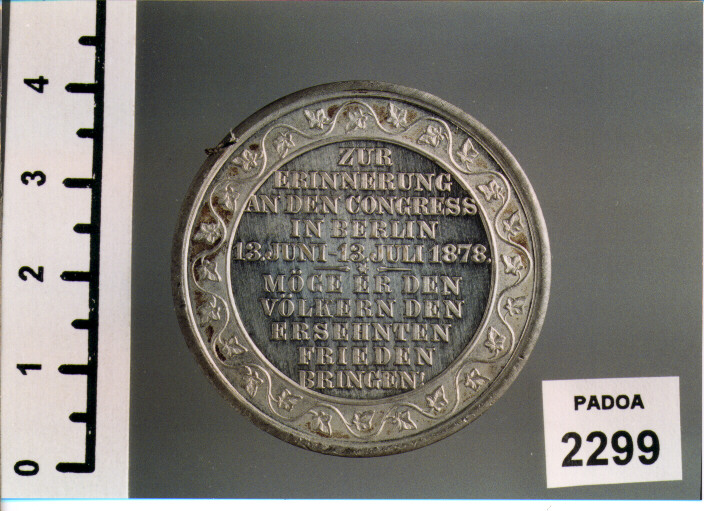 4
3
2
1
0
ZUR
ERINNERUNG
AN DEN CONGRESS
IN BERLIN
13. JUNI - 13. JULI 1878.
MÖGE ER DEN
VÖLKERN DEN
ERSEHNTEN
FRIEDEN
BRINGEN!
PADOA
2299